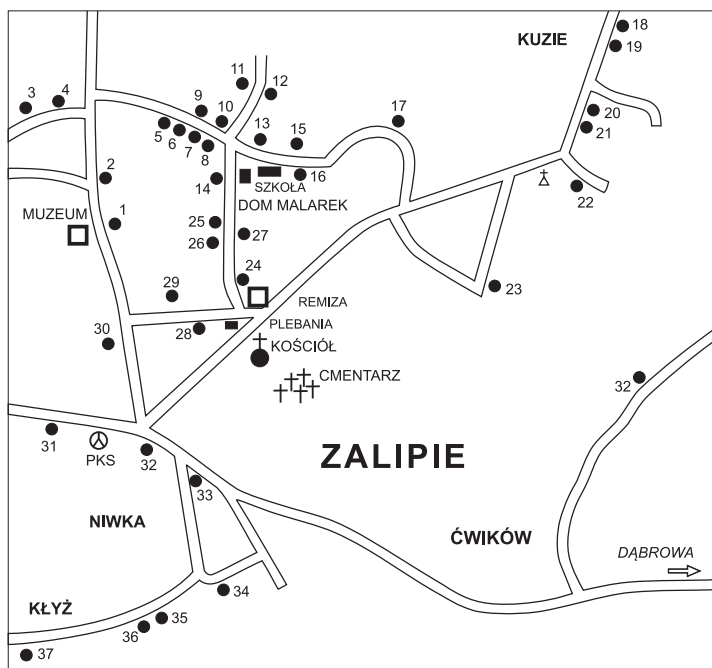 KUZIE
18
19
3
4
11
12
9
10
17
20
5
6
7
8
13
15
21
2
14
16
SZKOŁA
22
DOM MALAREK
MUZEUM
1
25
26
27
29
24
23
REMIZA
28
PLEBANIA
30
KOŚCIÓŁ
CMENTARZ
32
31
PKS
32
ZALIPIE
33
NIWKA
ĆWIKÓW
DĄBROWA
34
KŁYŻ
35
36
37